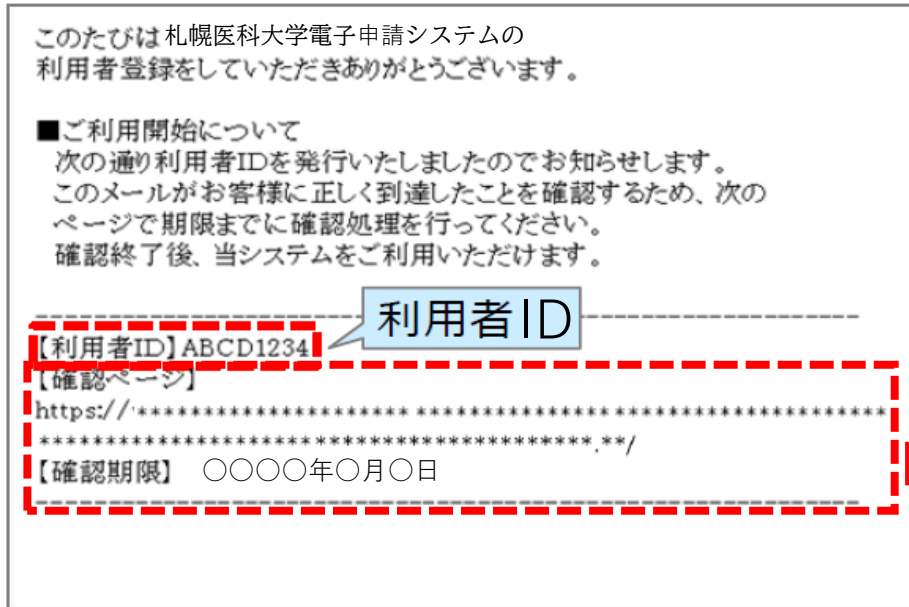 このたびは札幌医科大学電子申請システムの
利用者登録をしていただきありがとうございます。
■ご利用開始について
次の通り利用者IDを発行いたしましたのでお知らせします。
このメールがお客様に正しく到達したことを確認するため、次の
ページで期限までに確認処理を行ってください。
確認終了後、当システムをご利用いただけます。
利用者ID
【利用者ID】ABCD1234
【確認ページ】
https://********************* ********************* *********************
******************************************.**/
【確認期限】 ○○○○年○月○日